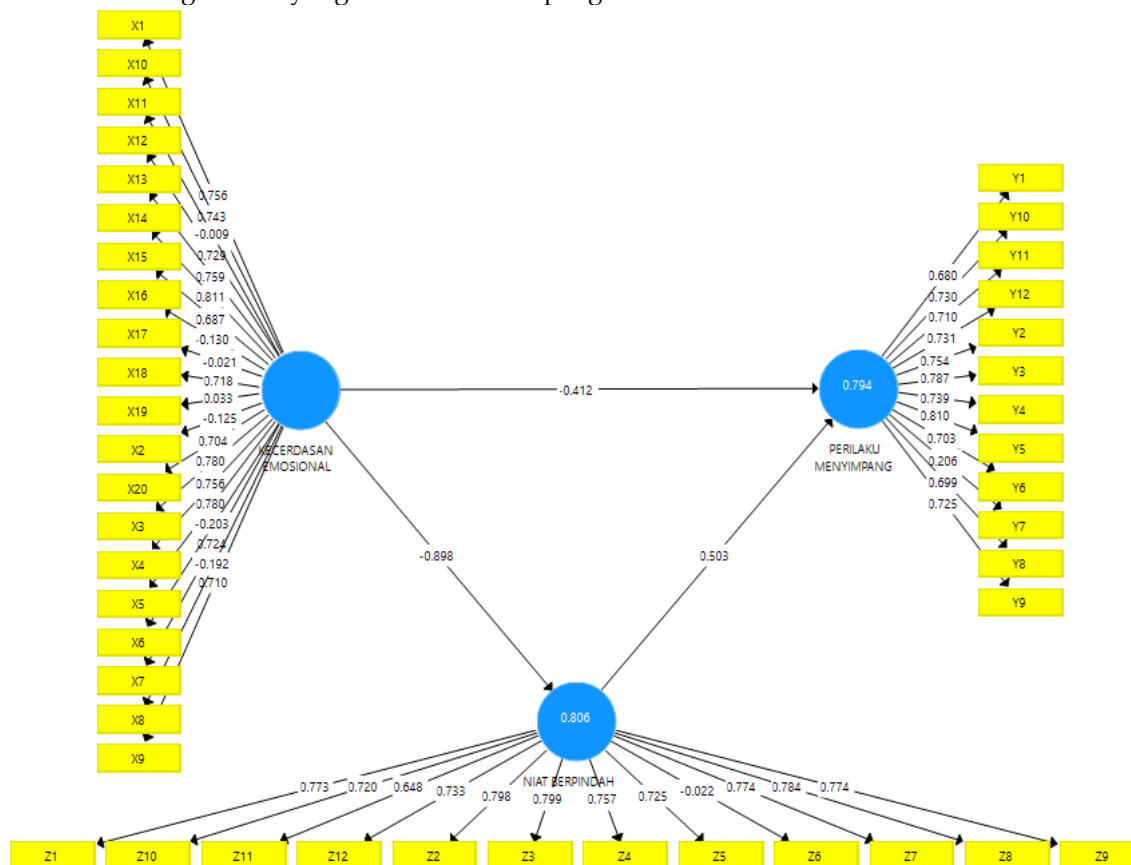 X1
X10
X11
X12
X13
X14
X15
X16
X17
X18
X19
X2
X20
X3
X4
X5
X6
X7
X8
X9
0.756
0.743
-0.009
0.729
0.759
0.811
0.687
-0.130
-0.021
0.718
0.033
-0.125
0.704
0.780
0.756
0.780
-0.203
0.724
-0.192
0.710
KECERDASAN
EMOSIONAL
-0.412
-0.898
0.503
0.794
PERILAKU
MENYIMPANG
0.680
0.730
0.710
0.731
0.754
0.787
0.739
0.810
0.703
0.206
0.699
0.725
Y1
Y10
Y11
Y12
Y2
Y3
Y4
Y5
Y6
Y7
Y8
Y9
0.806
NIAT BERPINDAH
0.773
0.720
0.648
0.733
0.798
0.799
0.757
0.725
-0.022
0.774
0.784
0.774
Z1
Z10
Z11
Z12
Z2
Z3
Z4
Z5
Z6
Z7
Z8
Z9